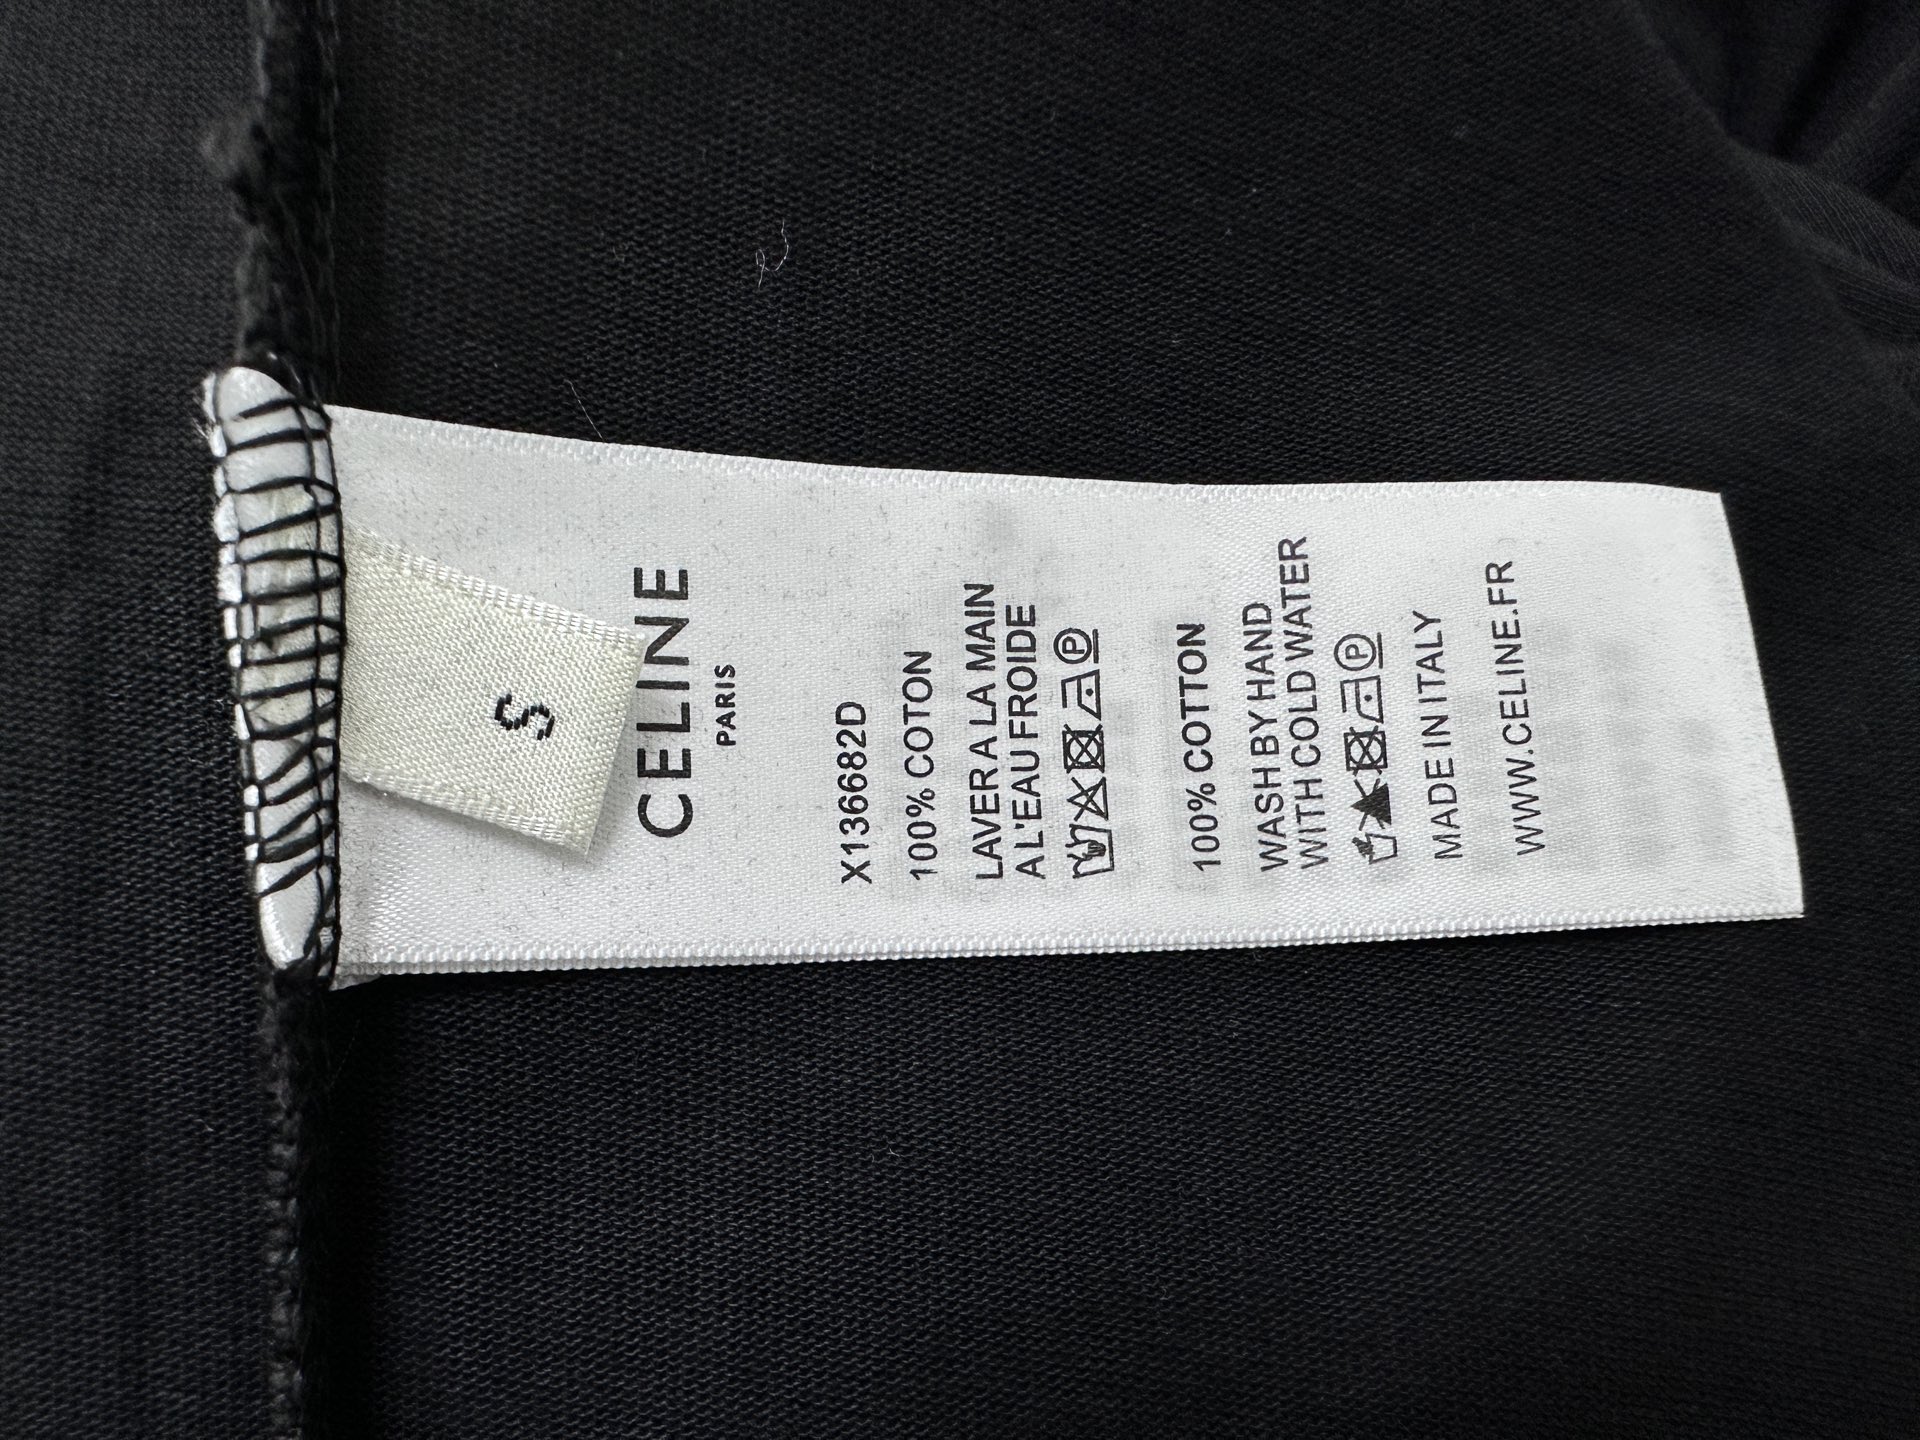 S
CELINE
PARIS
X136682D
100% COTON
LAVER A LA MAIN
A L'EAU FROIDE
P
100% COTTON
WASH BY HAND
WITH COLD WATER
P
MADE IN ITALY
WWW.CELINE.FR